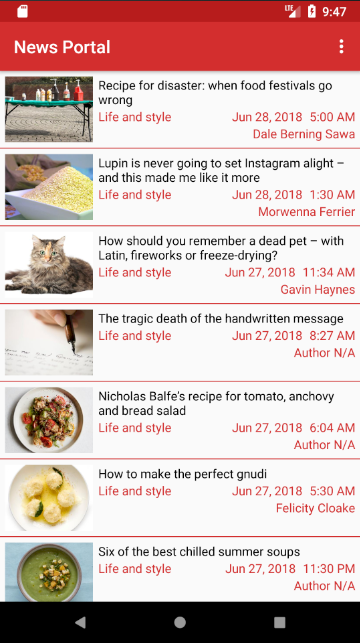 LTE 9:47
News Portal
Recipe for disaster: when food festivals go
wrong
Life and style Jun 28, 2018 5:00 AM
Dale Berning Sawa
Lupin is never going to set Instagram alight –
and this made me like it more
Life and style Jun 28, 2018 1:30 AM
Morwenna Ferrier
How should you remember a dead pet – with
Latin, fireworks or freeze-drying?
Life and style Jun 27, 2018 11:34 AM
Gavin Haynes
The tragic death of the handwritten message
Life and style Jun 27, 2018 8:27 AM
Author N/A
Nicholas Balfe's recipe for tomato, anchovy
and bread salad
Life and style Jun 27, 2018 6:04 AM
Author N/A
How to make the perfect gnudi
Life and style Jun 27, 2018 5:30 AM
Felicity Cloake
Six of the best chilled summer soups
Life and style Jun 27, 2018 11:30 PM
Author N/A